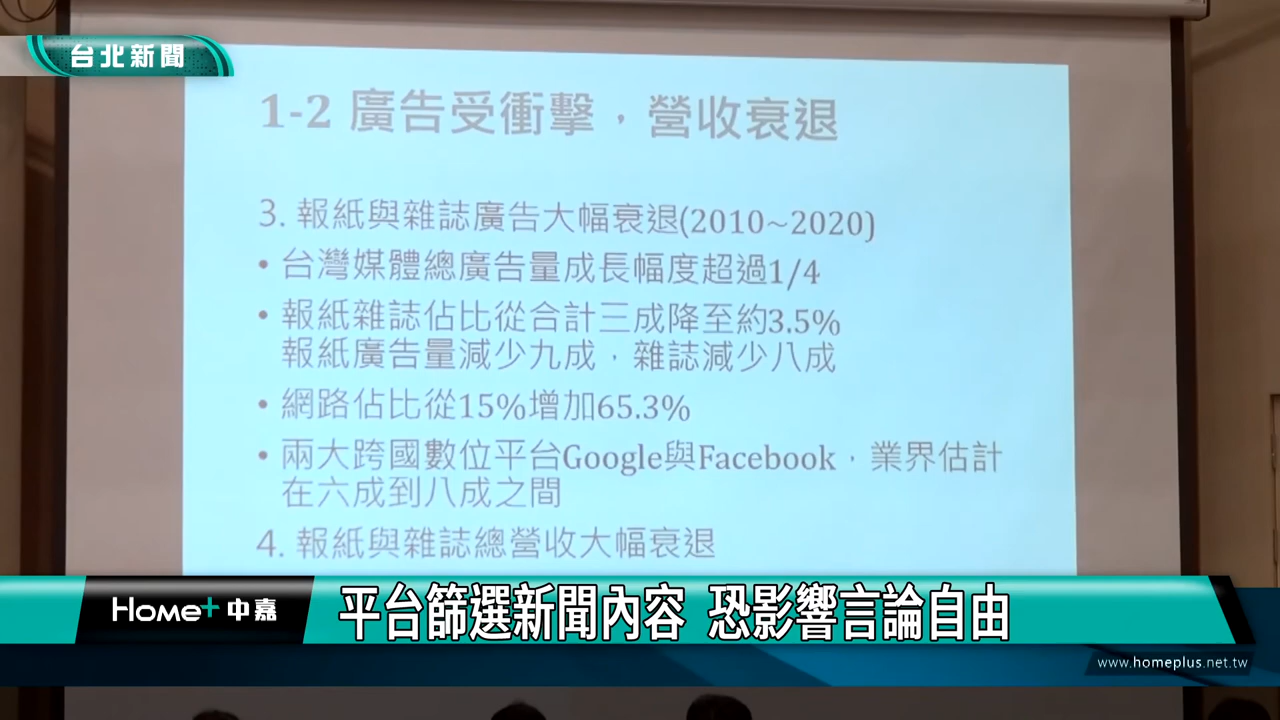 台北新聞
1-2 廣告受衝擊，營收衰退
3. 報紙與雜誌廣告大幅衰退(2010~2020)
• 台灣媒體總廣告量成長幅度超過1/4
• 報紙雜誌佔比從合計三成降至約3.5%
報紙廣告量減少九成，雜誌減少八成
• 網路佔比從15%增加65.3%
• 兩大跨國數位平台Google與Facebook，業界估計
在六成到八成之間
4. 報紙與雜誌總營收大幅衰退
Home+中嘉
平台篩選新聞內容 恐影響言論自由
www.homeplus.net.tw